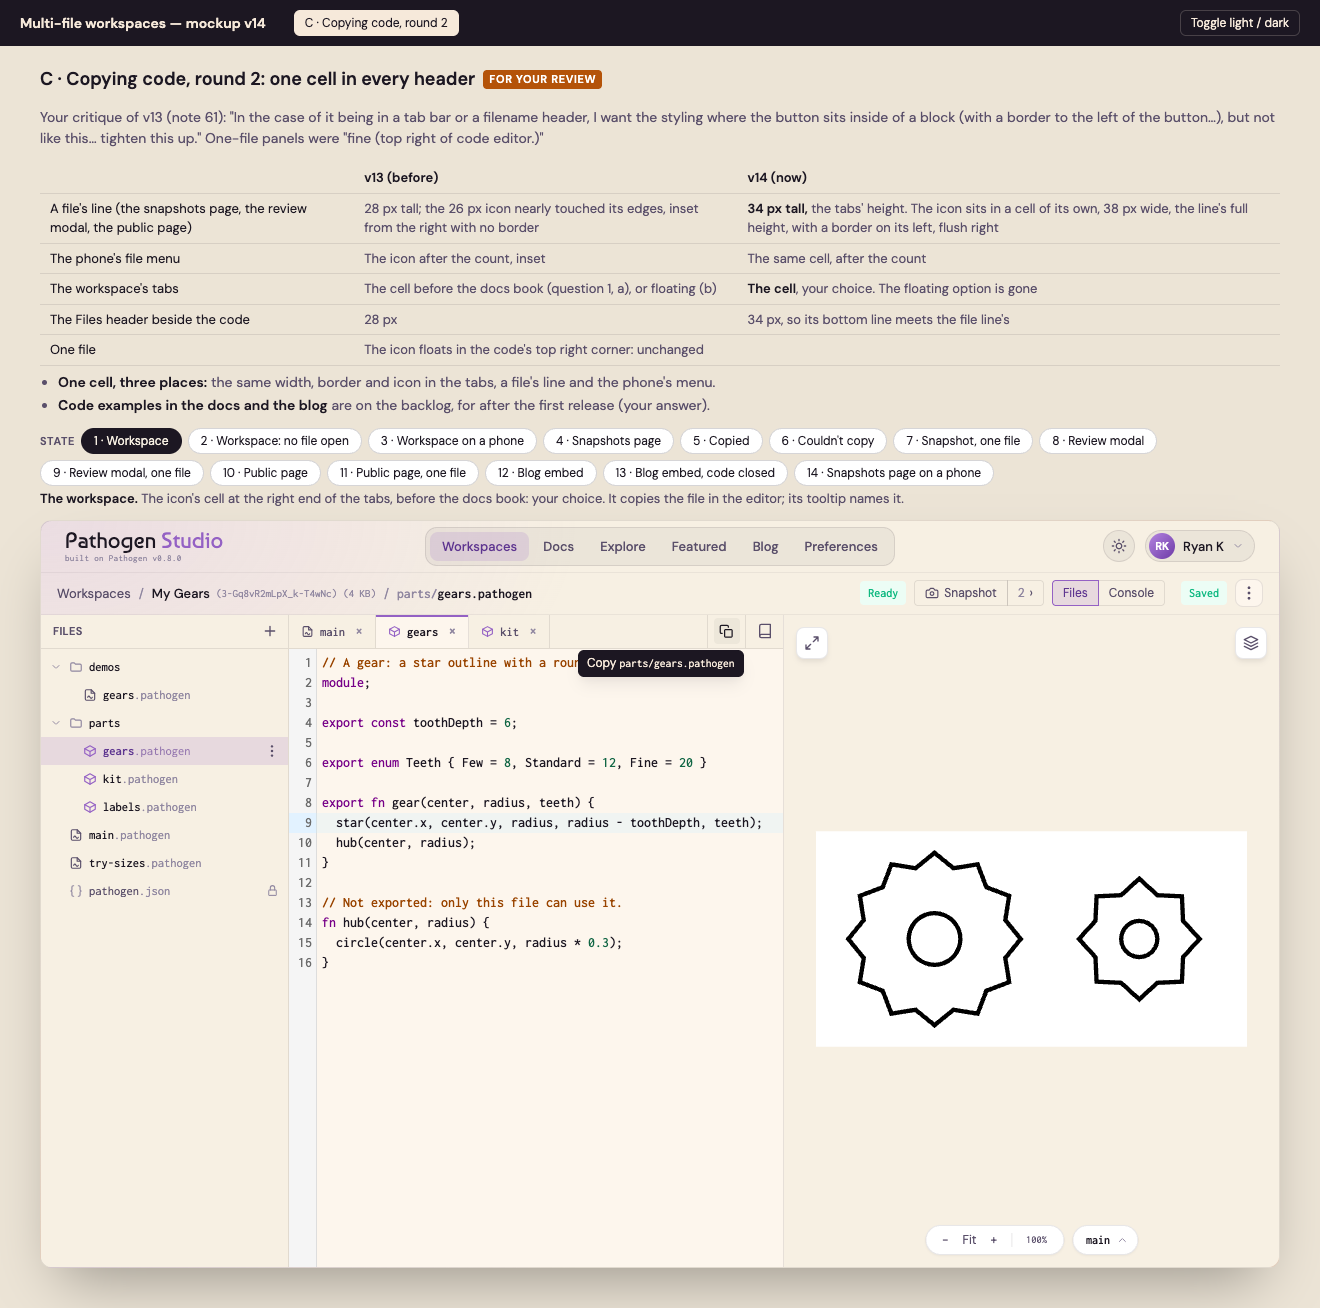 Multi-file workspaces — mockup v14
C · Copying code, round 2
Toggle light / dark
C · Copying code, round 2: one cell in every header
FOR YOUR REVIEW
Your critique of v13 (note 61): "In the case of it being in a tab bar or a filename header, I want the styling where the button sits inside of a block (with a border to the left of the button…), but not
like this… tighten this up." One-file panels were "fine (top right of code editor.)"
v13 (before) v14 (now)
A file's line (the snapshots page, the review
modal, the public page)
28 px tall; the 26 px icon nearly touched its edges, inset
from the right with no border
34 px tall, the tabs' height. The icon sits in a cell of its own, 38 px wide, the line's full
height, with a border on its left, flush right
The phone's file menu The icon after the count, inset The same cell, after the count
The workspace's tabs The cell before the docs book (question 1, a), or floating (b) The cell, your choice. The floating option is gone
The Files header beside the code 28 px 34 px, so its bottom line meets the file line's
One file The icon floats in the code's top right corner: unchanged
• One cell, three places: the same width, border and icon in the tabs, a file's line and the phone's menu.
• Code examples in the docs and the blog are on the backlog, for after the first release (your answer).
STATE 1 · Workspace 2 · Workspace: no file open 3 · Workspace on a phone 4 · Snapshots page 5 · Copied 6 · Couldn't copy 7 · Snapshot, one file 8 · Review modal
9 · Review modal, one file 10 · Public page 11 · Public page, one file 12 · Blog embed 13 · Blog embed, code closed 14 · Snapshots page on a phone
The workspace. The icon's cell at the right end of the tabs, before the docs book: your choice. It copies the file in the editor; its tooltip names it.
Pathogen Studio
built on Pathogen v0.8.0
Workspaces Docs Explore Featured Blog Preferences
RK Ryan K
Workspaces / My Gears (3-Gq8vR2mLpX_k-T4wNc) (4 KB) / parts/gears.pathogen
Ready Snapshot 2 › Files Console Saved
FILES +
main × gears × kit ×
Copy parts/gears.pathogen
demos
gears.pathogen
parts
gears.pathogen
kit.pathogen
labels.pathogen
main.pathogen
try-sizes.pathogen
{} pathogen.json
1 // A gear: a star outline with a roun
2 module;
3
4 export const toothDepth = 6;
5
6 export enum Teeth { Few = 8, Standard = 12, Fine = 20 }
7
8 export fn gear(center, radius, teeth) {
9 star(center.x, center.y, radius, radius - toothDepth, teeth);
10 hub(center, radius);
11 }
12
13 // Not exported: only this file can use it.
14 fn hub(center, radius) {
15 circle(center.x, center.y, radius * 0.3);
16 }
− Fit + 100% main